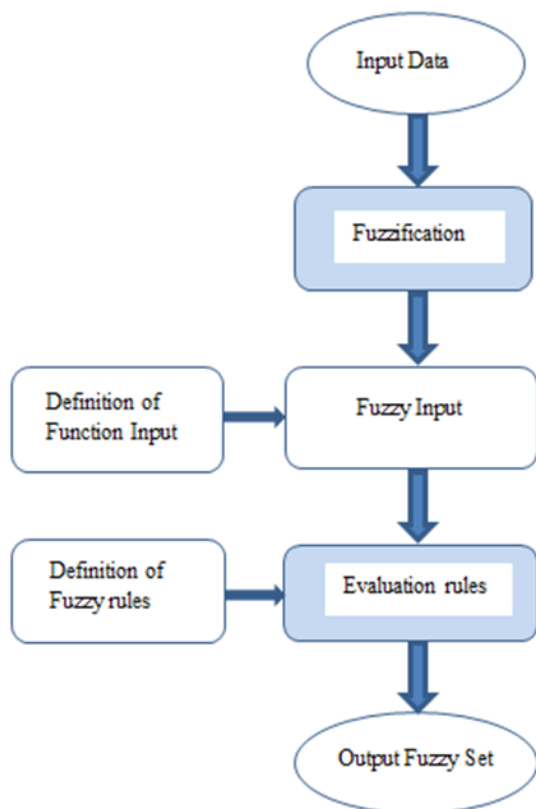 Input Data
Fuzzification
Definition of
Function Input
Fuzzy Input
Definition of
Fuzzy rules
Evaluation rules
Output Fuzzy Set